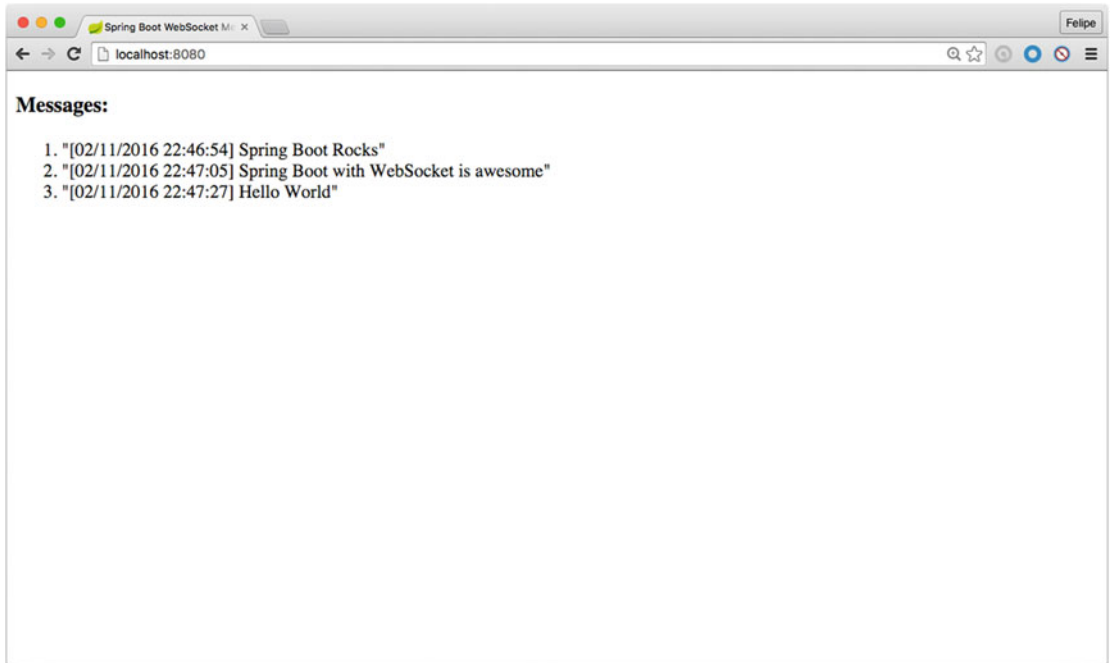 Spring Boot WebSocket Me
Felipe
localhost:8080
Messages:
1. "[02/11/2016 22:46:54] Spring Boot Rocks"
2. "[02/11/2016 22:47:05] Spring Boot with WebSocket is awesome"
3. "[02/11/2016 22:47:27] Hello World"